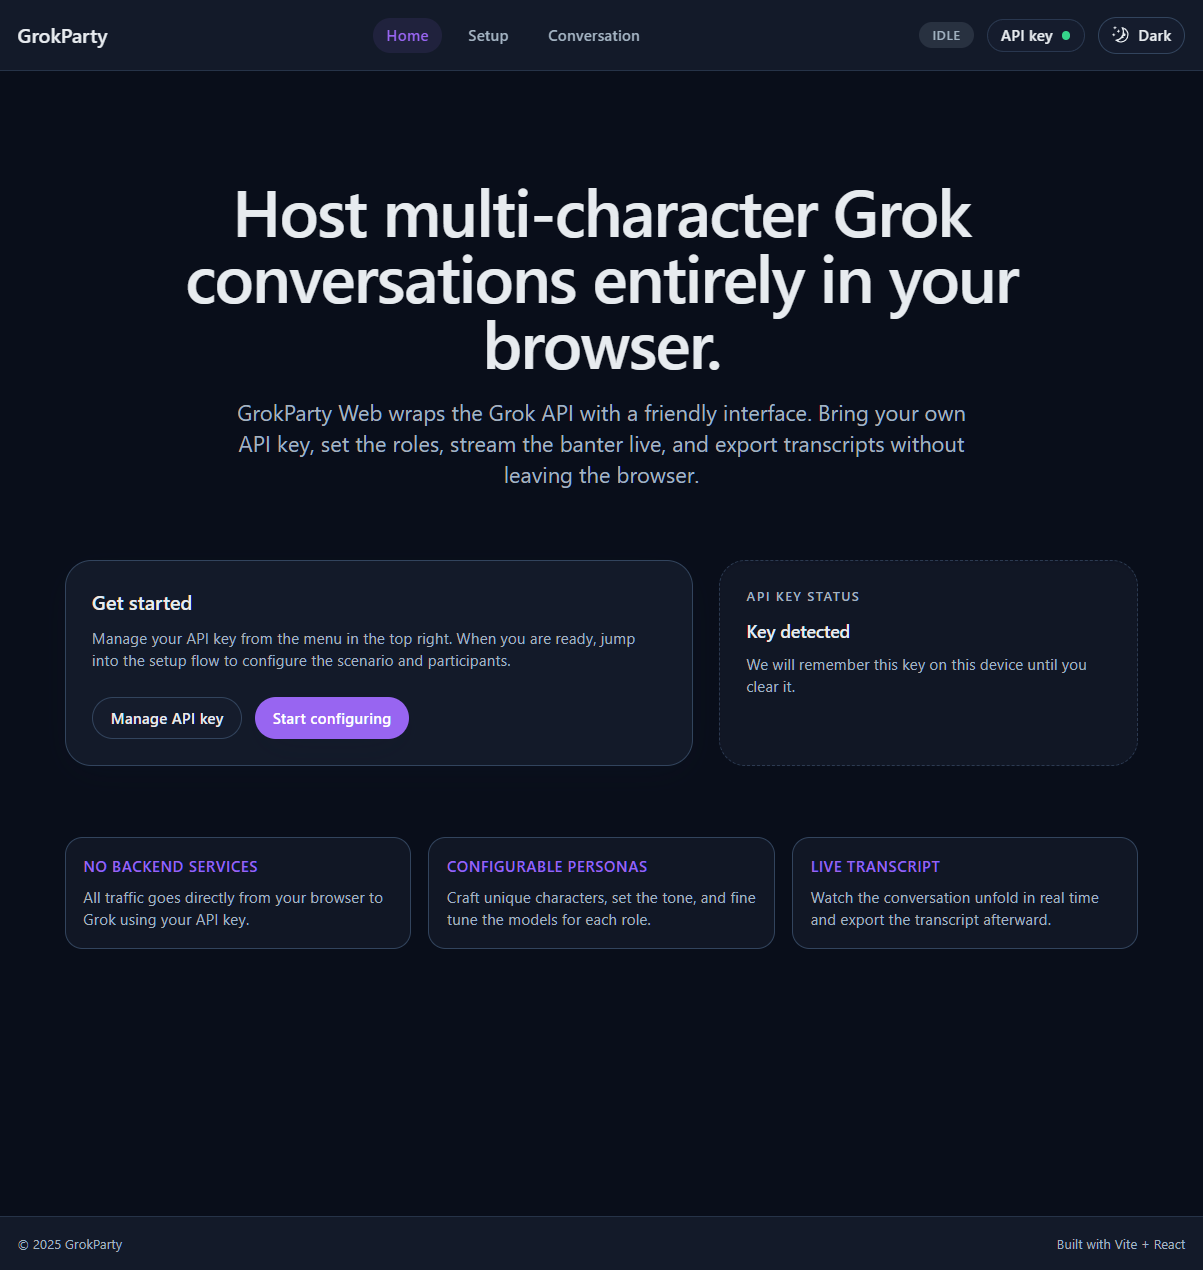 GrokParty
Home
Setup
Conversation
IDLE
API key
Dark
Host multi-character Grok
conversations entirely in your
browser.
GrokParty Web wraps the Grok API with a friendly interface. Bring your own
API key, set the roles, stream the banter live, and export transcripts without
leaving the browser.
Get started
Manage your API key from the menu in the top right. When you are ready, jump
into the setup flow to configure the scenario and participants.
Manage API key
Start configuring
API KEY STATUS
Key detected
We will remember this key on this device until you
clear it.
NO BACKEND SERVICES
All traffic goes directly from your browser to
Grok using your API key.
CONFIGURABLE PERSONAS
Craft unique characters, set the tone, and fine
tune the models for each role.
LIVE TRANSCRIPT
Watch the conversation unfold in real time
and export the transcript afterward.
© 2025 GrokParty
Built with Vite + React